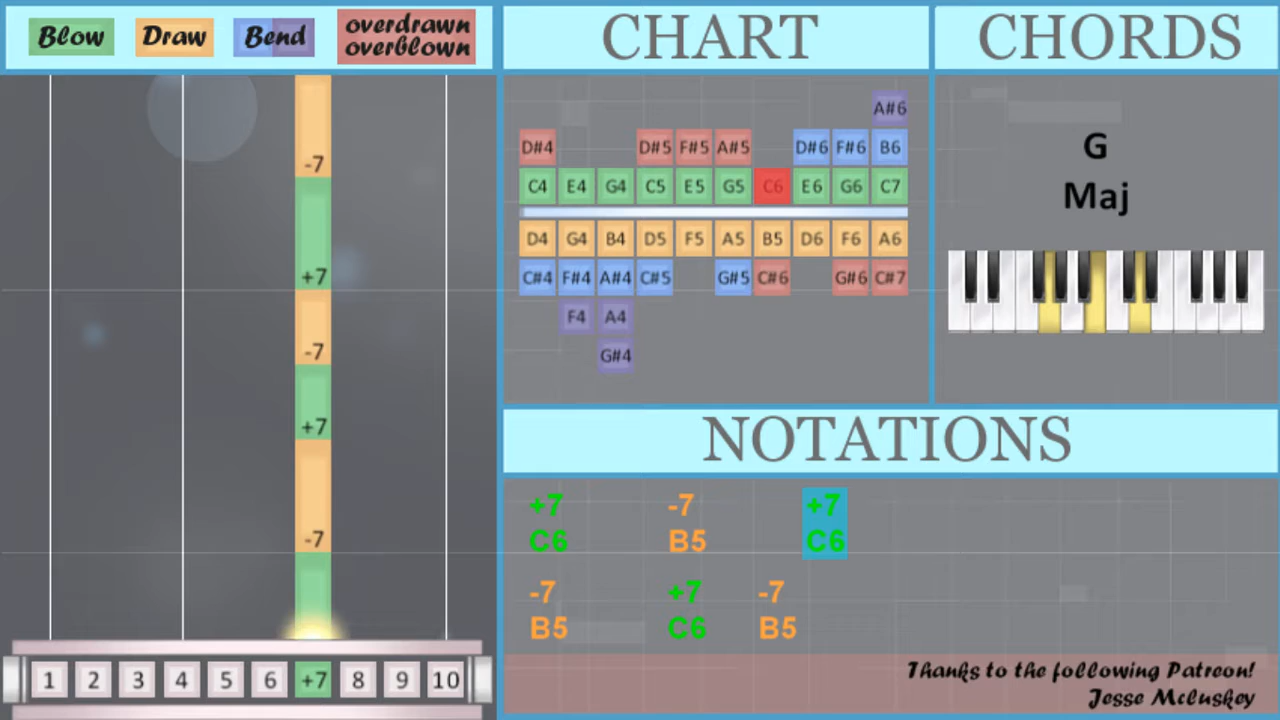 Blow Draw Bend overdrawn
overblown
CHART
CHORDS
-7
+7
-7
+7
-7
1 2 3 4 5 6 +7 8 9 10
A#6
D#4 D#5 F#5 A#5 D#6 F#6 B6
C4 E4 G4 C5 E5 G5 C6 E6 G6 C7
D4 G4 B4 D5 F5 A5 B5 D6 F6 A6
C#4 F#4 A#4 C#5 G#5 C#6 G#6 C#7
F4 A4
G#4
G
Maj
NOTATIONS
+7 -7 +7
C6 B5 C6
-7 +7 -7
B5 C6 B5
Thanks to the following Patreon!
Jesse Mcluskey